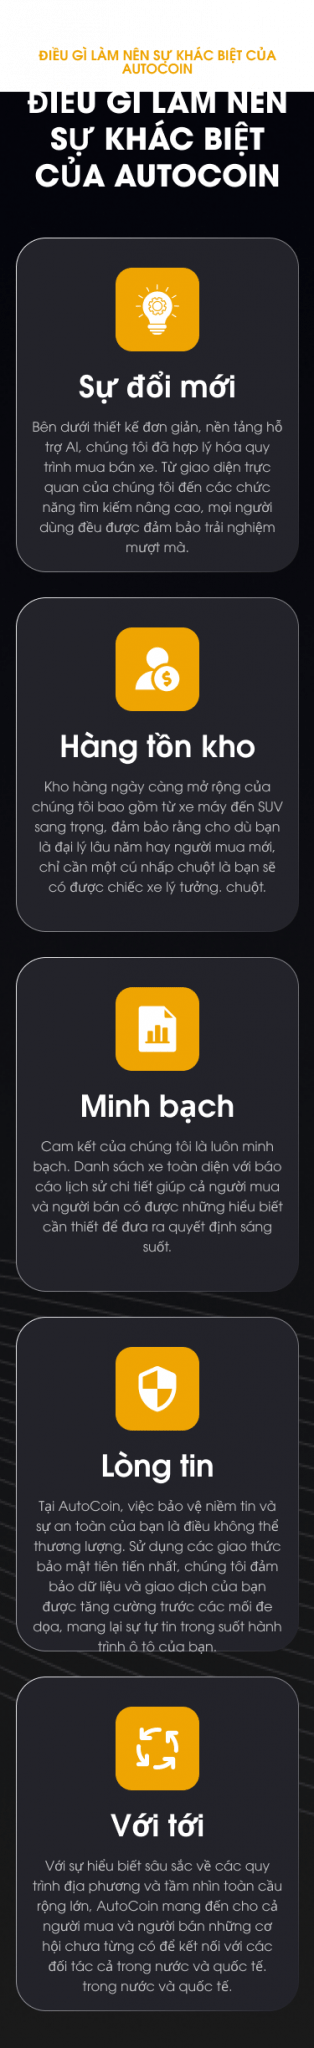 ĐIỀU GÌ LÀM NÊN SỰ KHÁC BIỆT CỦA
AUTOCOIN
ĐIỀU GÌ LÀM NÊN
SỰ KHÁC BIỆT
CỦA AUTOCOIN
Sự đổi mới
Bên dưới thiết kế đơn giản, nền tảng hỗ
trợ AI, chúng tôi đã hợp lý hóa quy
trình mua bán xe. Từ giao diện trực
quan của chúng tôi đến các chức
năng tìm kiếm nâng cao, mọi người
dùng đều được đảm bảo trải nghiệm
mượt mà.
Hàng tồn kho
Kho hàng ngày càng mở rộng của
chúng tôi bao gồm từ xe máy đến SUV
sang trọng, đảm bảo rằng cho dù bạn
là đại lý lâu năm hay người mua mới,
chỉ cần một cú nhấp chuột là bạn sẽ
có được chiếc xe lý tưởng. chuột.
Minh bạch
Cam kết của chúng tôi là luôn minh
bạch. Danh sách xe toàn diện với báo
cáo lịch sử chi tiết giúp cả người mua
và người bán có được những hiểu biết
cần thiết để đưa ra quyết định sáng
suốt.
Lòng tin
Tại AutoCoin, việc bảo vệ niềm tin và
sự an toàn của bạn là điều không thể
thương lượng. Sử dụng các giao thức
bảo mật tiên tiến nhất, chúng tôi đảm
bảo dữ liệu và giao dịch của bạn
được tăng cường trước các mối đe
dọa, mang lại sự tự tin trong suốt hành
trình ô tô của bạn.
Với tới
Với sự hiểu biết sâu sắc về các quy
trình địa phương và tầm nhìn toàn cầu
rộng lớn, AutoCoin mang đến cho cả
người mua và người bán những cơ
hội chưa từng có để kết nối với các
đối tác cả trong nước và quốc tế.
trong nước và quốc tế.